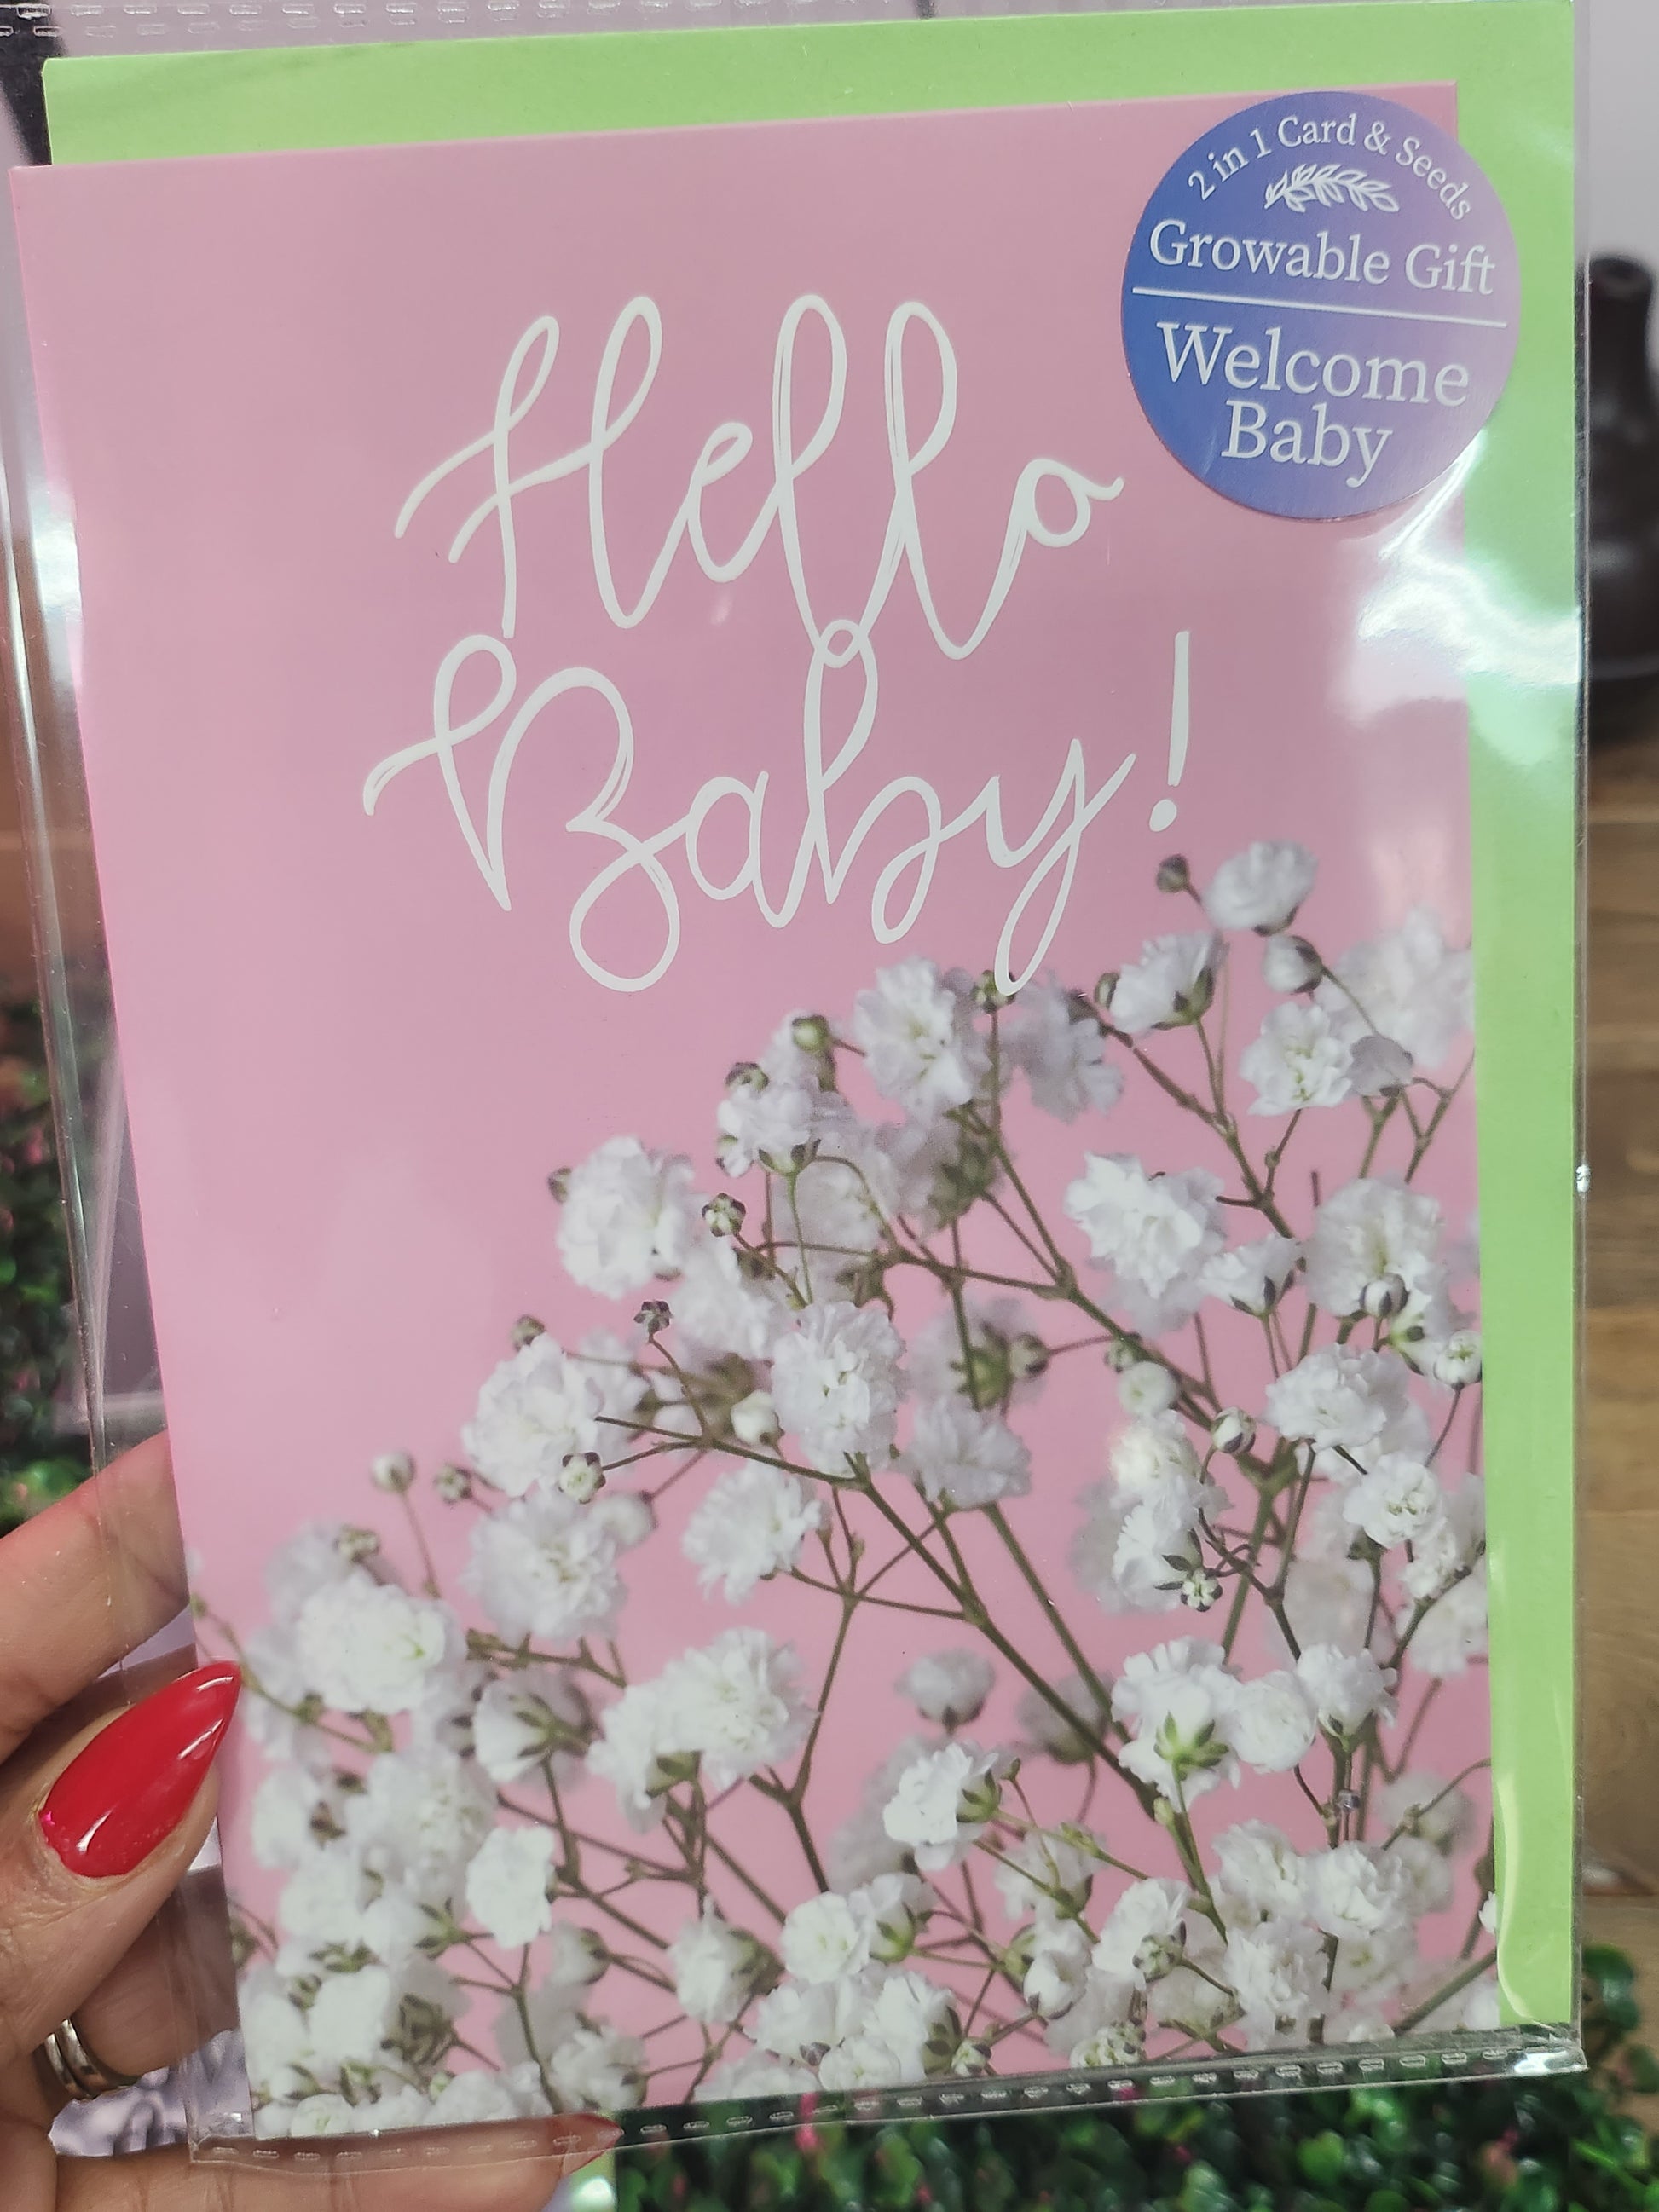 2 in 1 Card & Seeds
Growable Gift
Welcome
Baby
Hello
Baby!